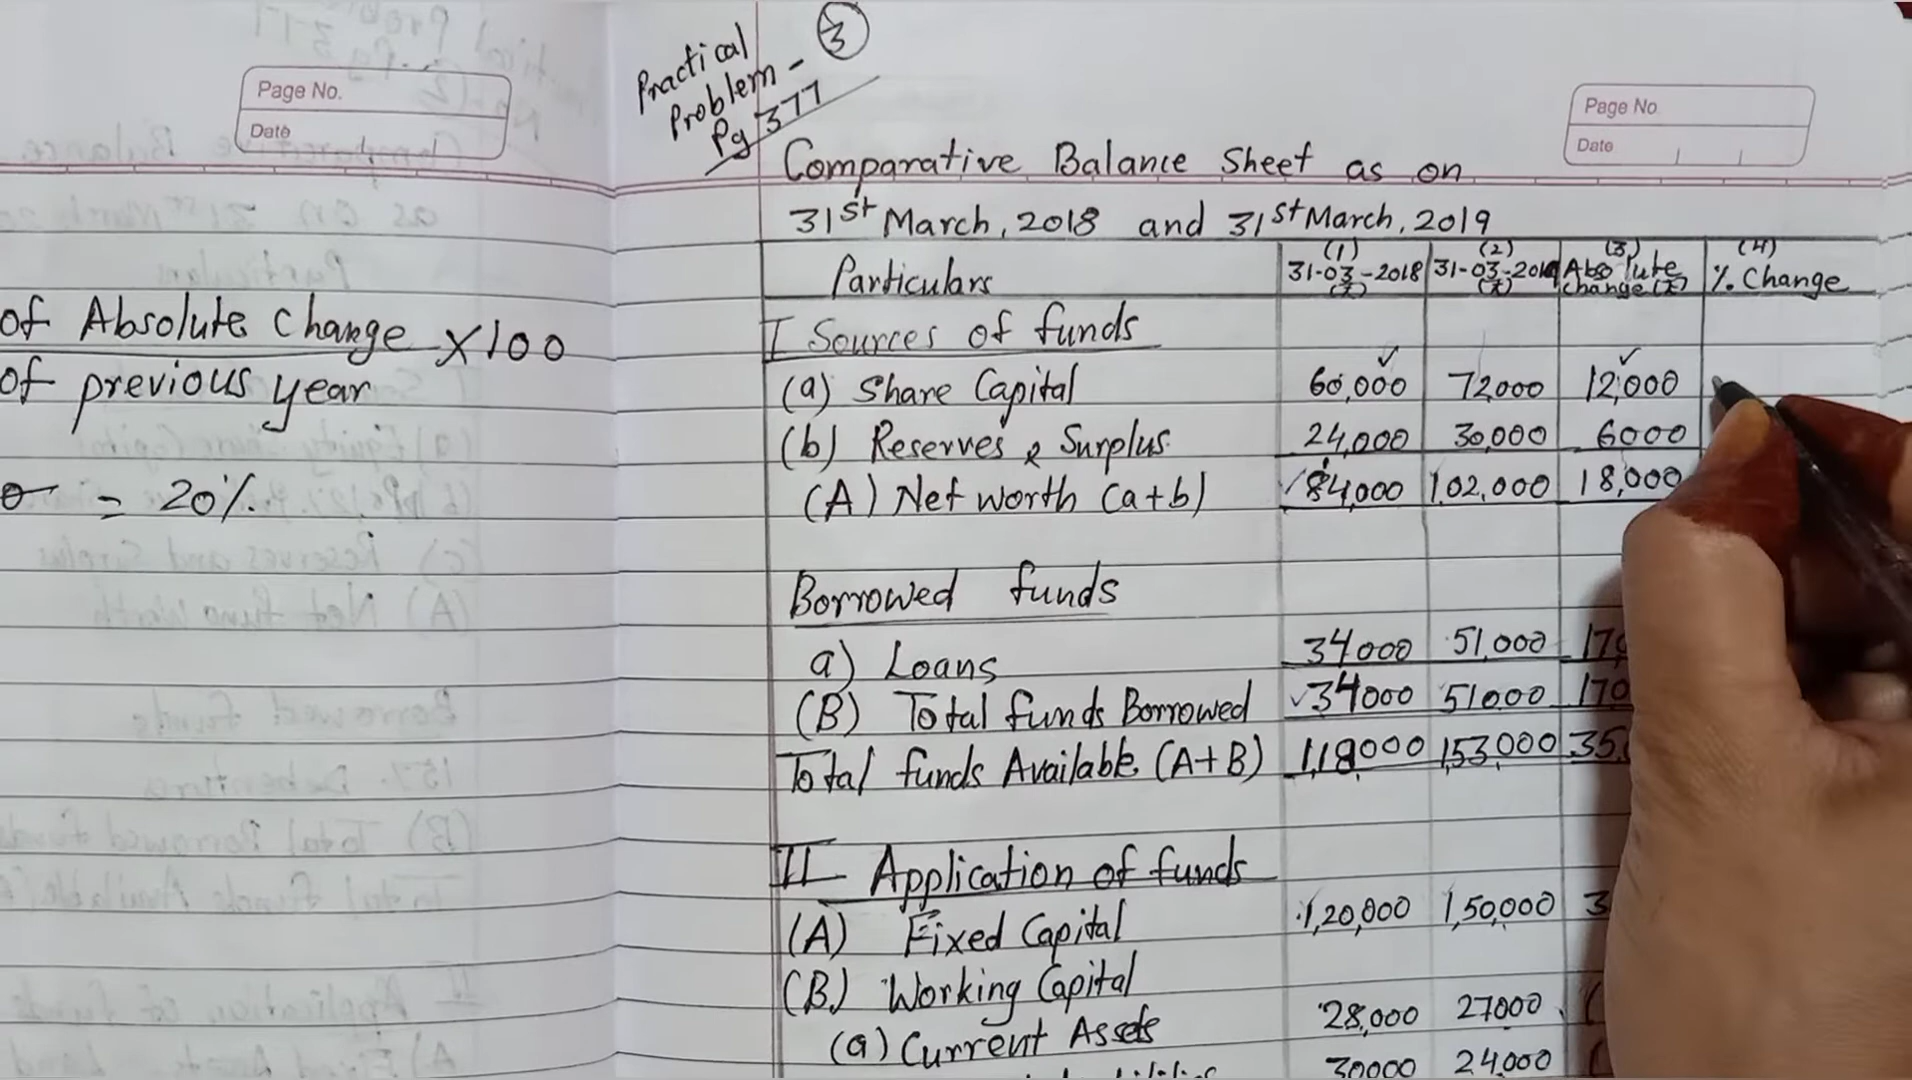 Page No.
Date
of Absolute Change ×100
of previous year
= 20%
Practical
Problem - 3
Pg 377
Page No
Date
Comparative Balance Sheet as on
31st March, 2018 and 31st March, 2019
Particulars (1) 31-03-2018 (₹) (2) 31-03-2019 (₹) (3) Absolute Change (₹) (4) % Change
I Sources of funds
(a) Share Capital 60,000 72,000 12,000
(b) Reserves & Surplus 24,000 30,000 6000
(A) Net worth (a+b) 84,000 1,02,000 18,000
Borrowed funds
a) Loans 34000 51,000
(B) Total funds Borrowed 34000 51000
Total funds Available (A+B) 1,18,000 1,53,000
II Application of funds
(A) Fixed Capital 1,20,000 1,50,000
(B) Working Capital
(a) Current Assets 28,000 27000
30000 24,000